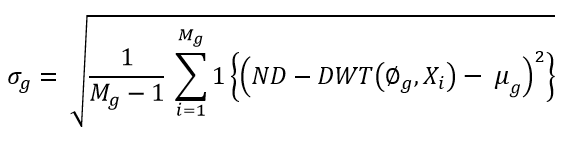 σ_g = √(1/(M_g − 1) ∑_{i=1}^{M_g} 1{(ND − DWT(∅_g, X_i) − μ_g)^2})